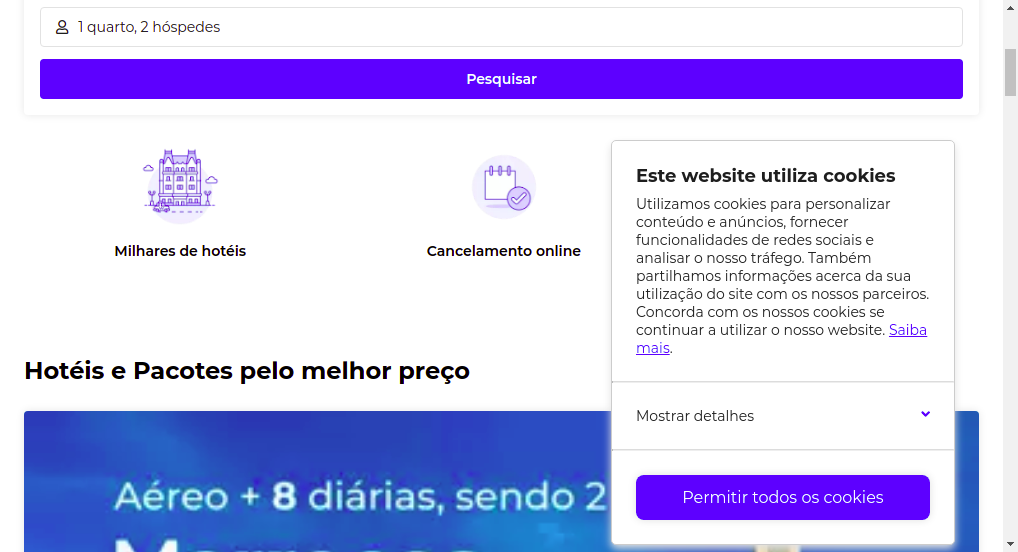 1 quarto, 2 hóspedes
Pesquisar
Milhares de hotéis
Cancelamento online
Este website utiliza cookies
Utilizamos cookies para personalizar
conteúdo e anúncios, fornecer
funcionalidades de redes sociais e
analisar o nosso tráfego. Também
partilhamos informações acerca da sua
utilização do site com os nossos parceiros.
Concorda com os nossos cookies se
continuar a utilizar o nosso website. Saiba
mais.
Mostrar detalhes
Permitir todos os cookies
Hotéis e Pacotes pelo melhor preço
Aéreo + 8 diárias, sendo 2